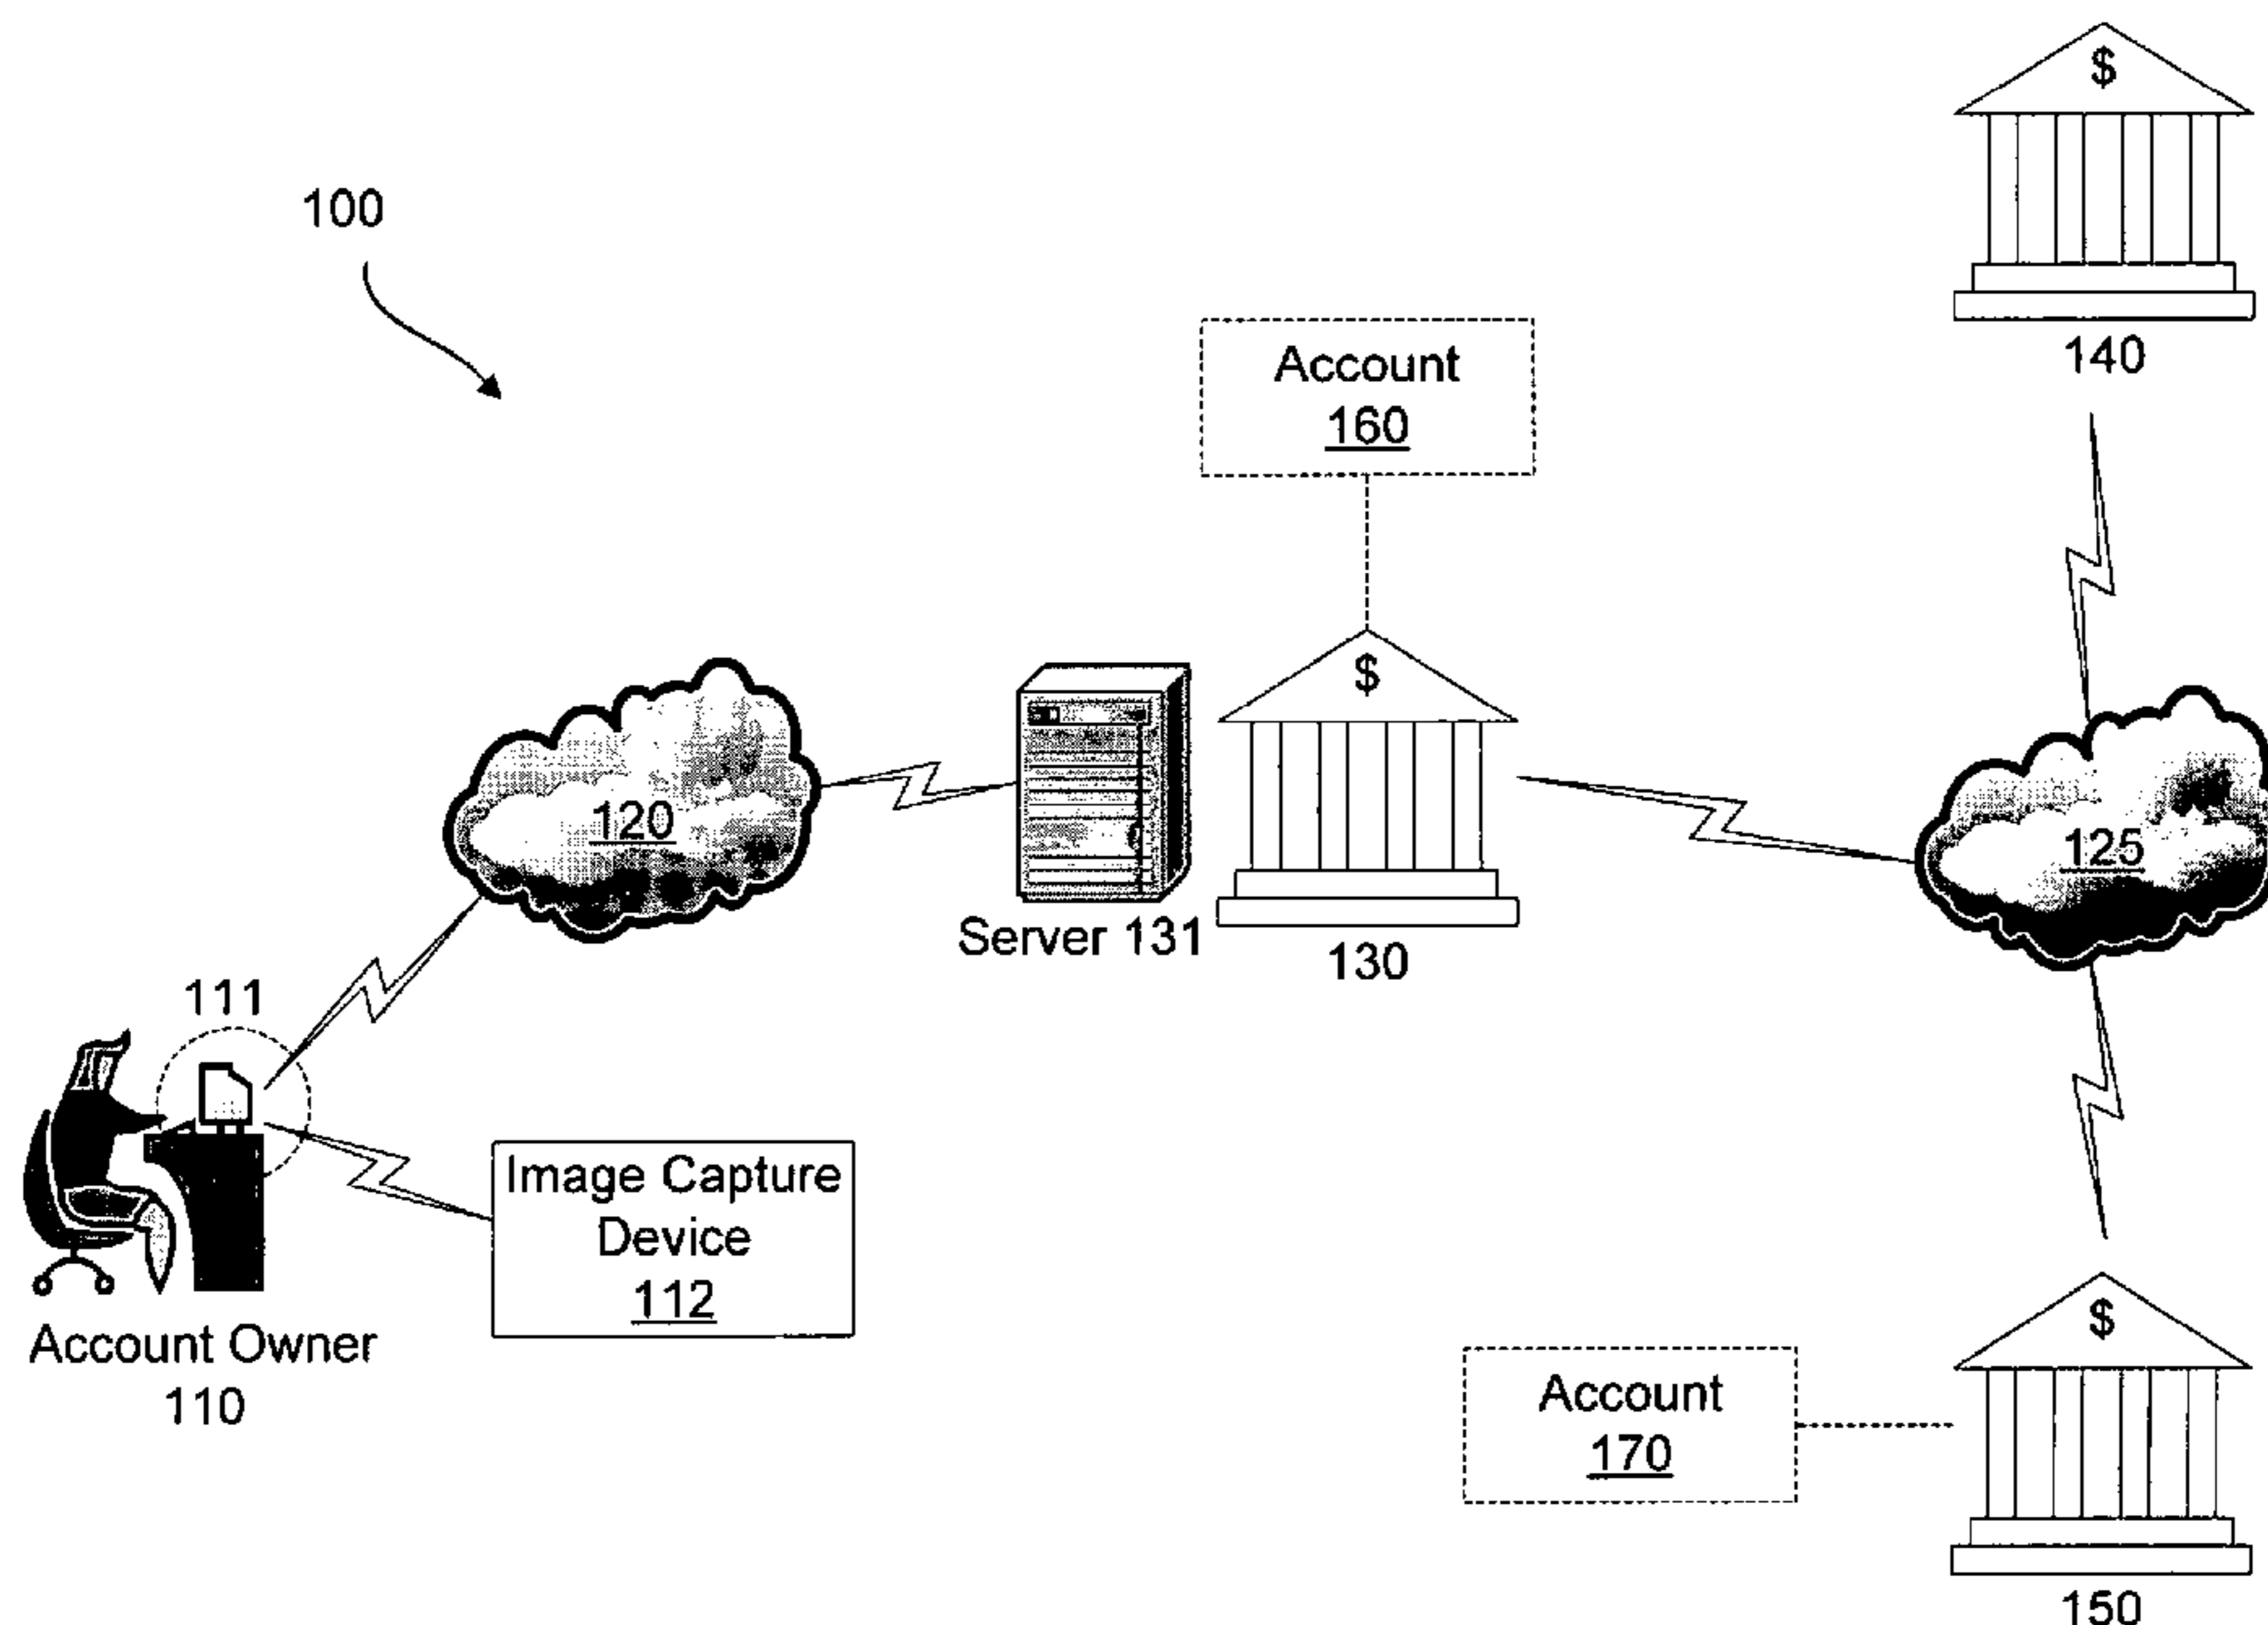 $
140
100
Account
160
$
120
Server 131
130
125
111
Image Capture
Device
112
Account Owner
110
Account
170
$
150